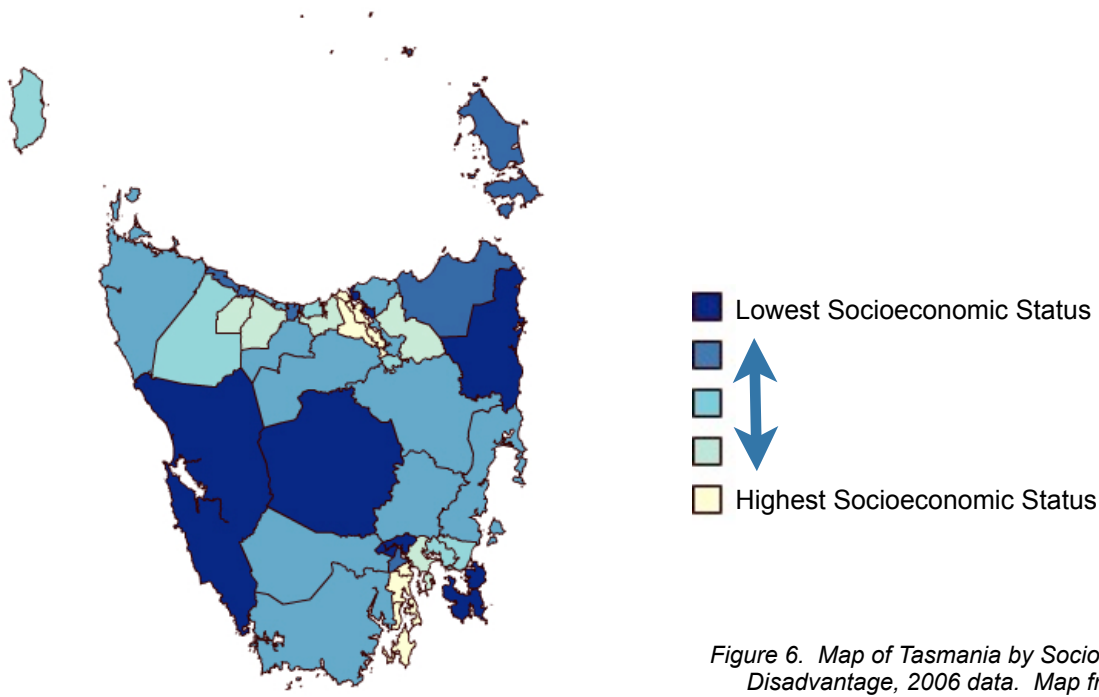 Lowest Socioeconomic Status
Highest Socioeconomic Status
Figure 6. Map of Tasmania by Socio
Disadvantage, 2006 data. Map fr